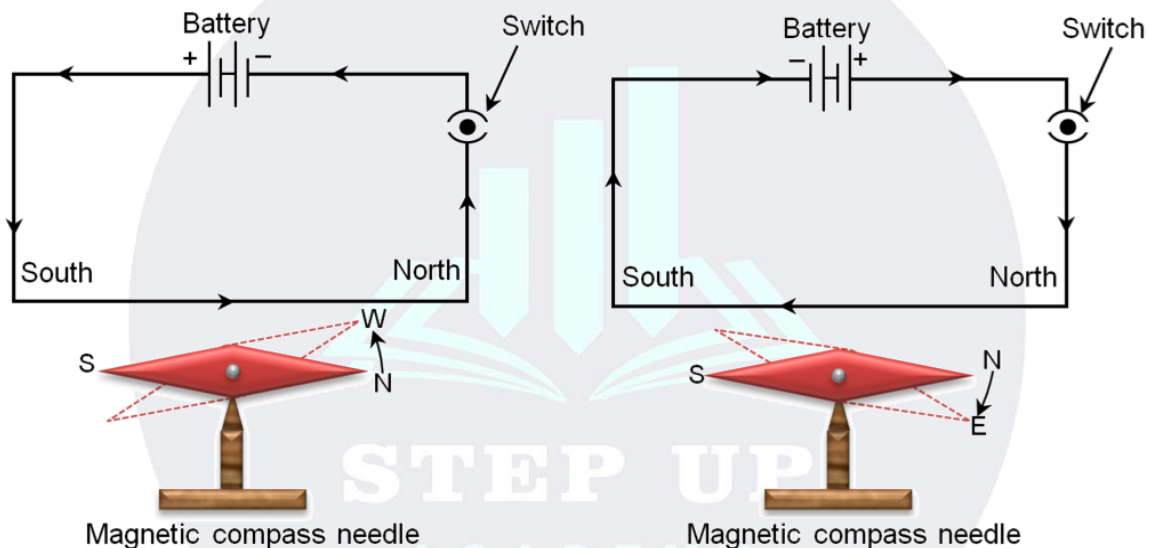 Battery
Switch
+
−
South
North
W
S
N
Magnetic compass needle
Battery
Switch
−
+
South
North
S
N
E
Magnetic compass needle
STEP UP